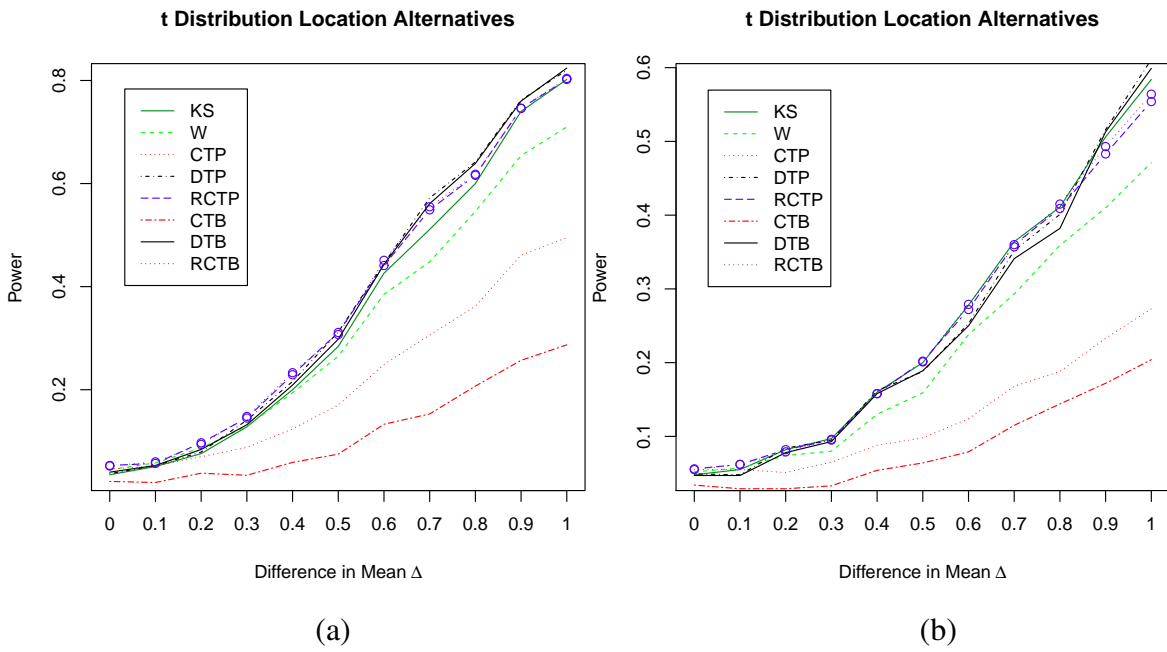 t Distribution Location Alternatives
Power
0.2
0.4
0.6
0.8
KS
W
CTP
DTP
RCTP
CTB
DTB
RCTB
0 0.1 0.2 0.3 0.4 0.5 0.6 0.7 0.8 0.9 1
Difference in Mean Δ
(a)
t Distribution Location Alternatives
Power
0.1
0.2
0.3
0.4
0.5
0.6
KS
W
CTP
DTP
RCTP
CTB
DTB
RCTB
0 0.1 0.2 0.3 0.4 0.5 0.6 0.7 0.8 0.9 1
Difference in Mean Δ
(b)